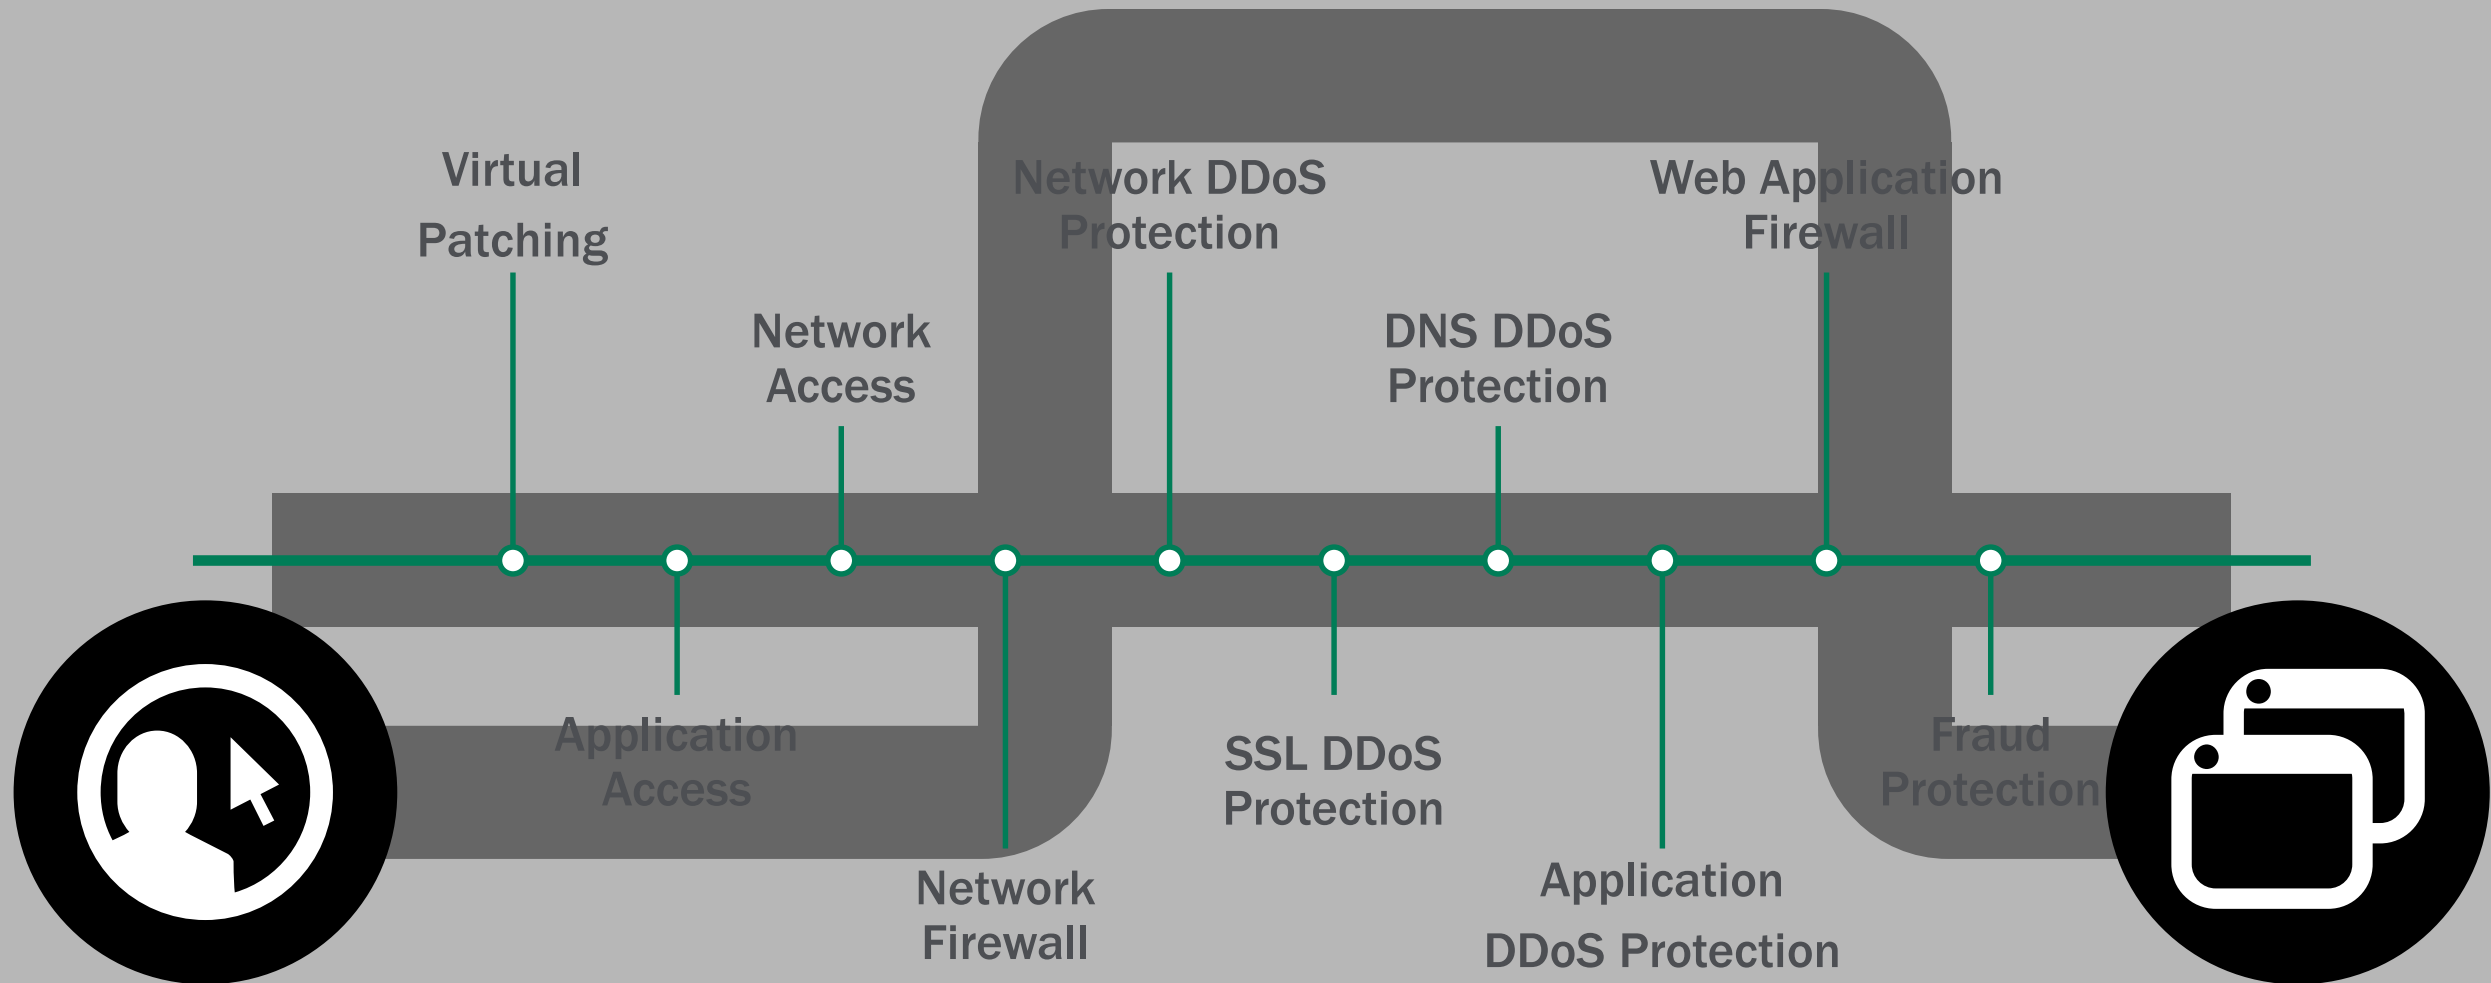 Virtual
Patching
Application
Access
Network
Access
Network
Firewall
Network DDoS
Protection
SSL DDoS
Protection
DNS DDoS
Protection
Application
DDoS Protection
Web Application
Firewall
Fraud
Protection